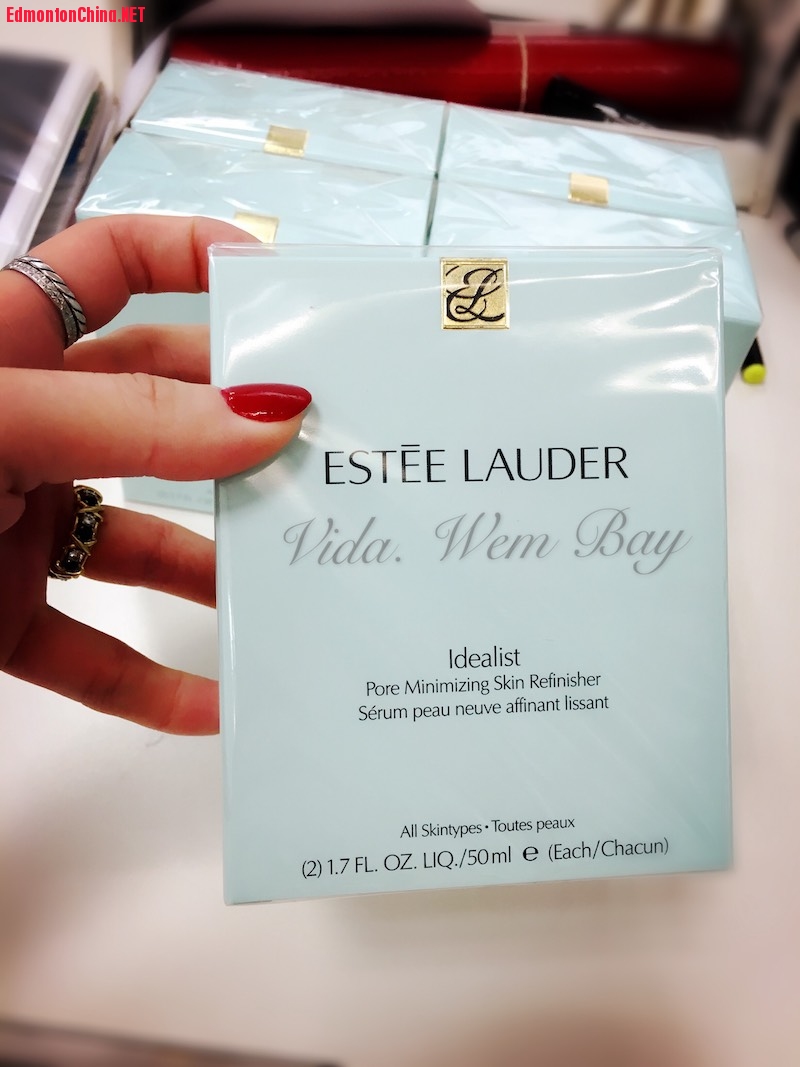 EdmontonChina.NET
EL
ESTĒE LAUDER
Vida. Wem Bay
Idealist
Pore Minimizing Skin Refinisher
Sérum peau neuve affinant lissant
All Skintypes • Toutes peaux
(2) 1.7 FL. OZ. LIQ./50 ml ℮ (Each/Chacun)